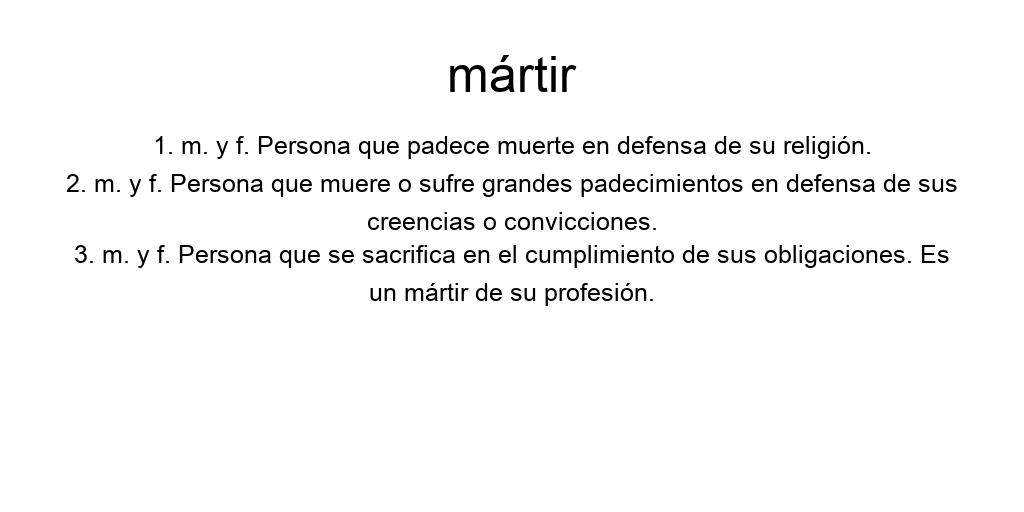 mártir
1. m. y f. Persona que padece muerte en defensa de su religión.
2. m. y f. Persona que muere o sufre grandes padecimientos en defensa de sus
creencias o convicciones.
3. m. y f. Persona que se sacrifica en el cumplimiento de sus obligaciones. Es
un mártir de su profesión.